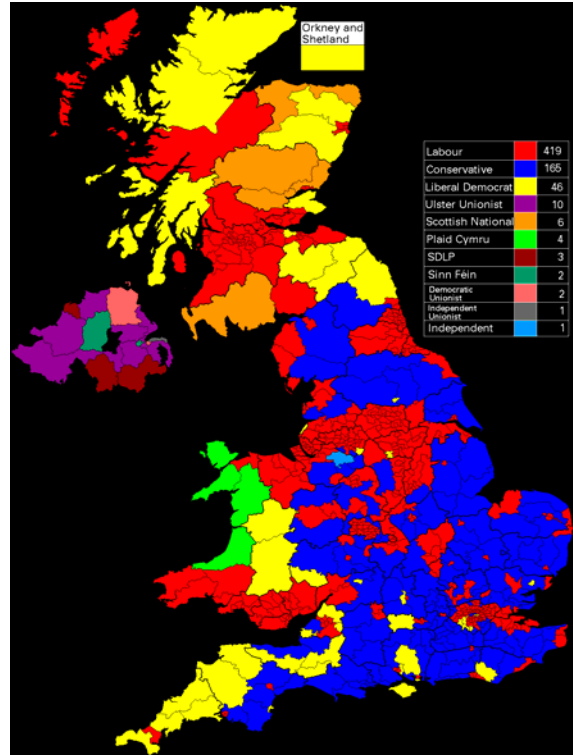 Orkney and
Shetland
Labour 419
Conservative 165
Liberal Democrat 46
Ulster Unionist 10
Scottish National 6
Plaid Cymru 4
SDLP 3
Sinn Féin 2
Democratic
Unionist 2
Independent
Unionist 1
Independent 1